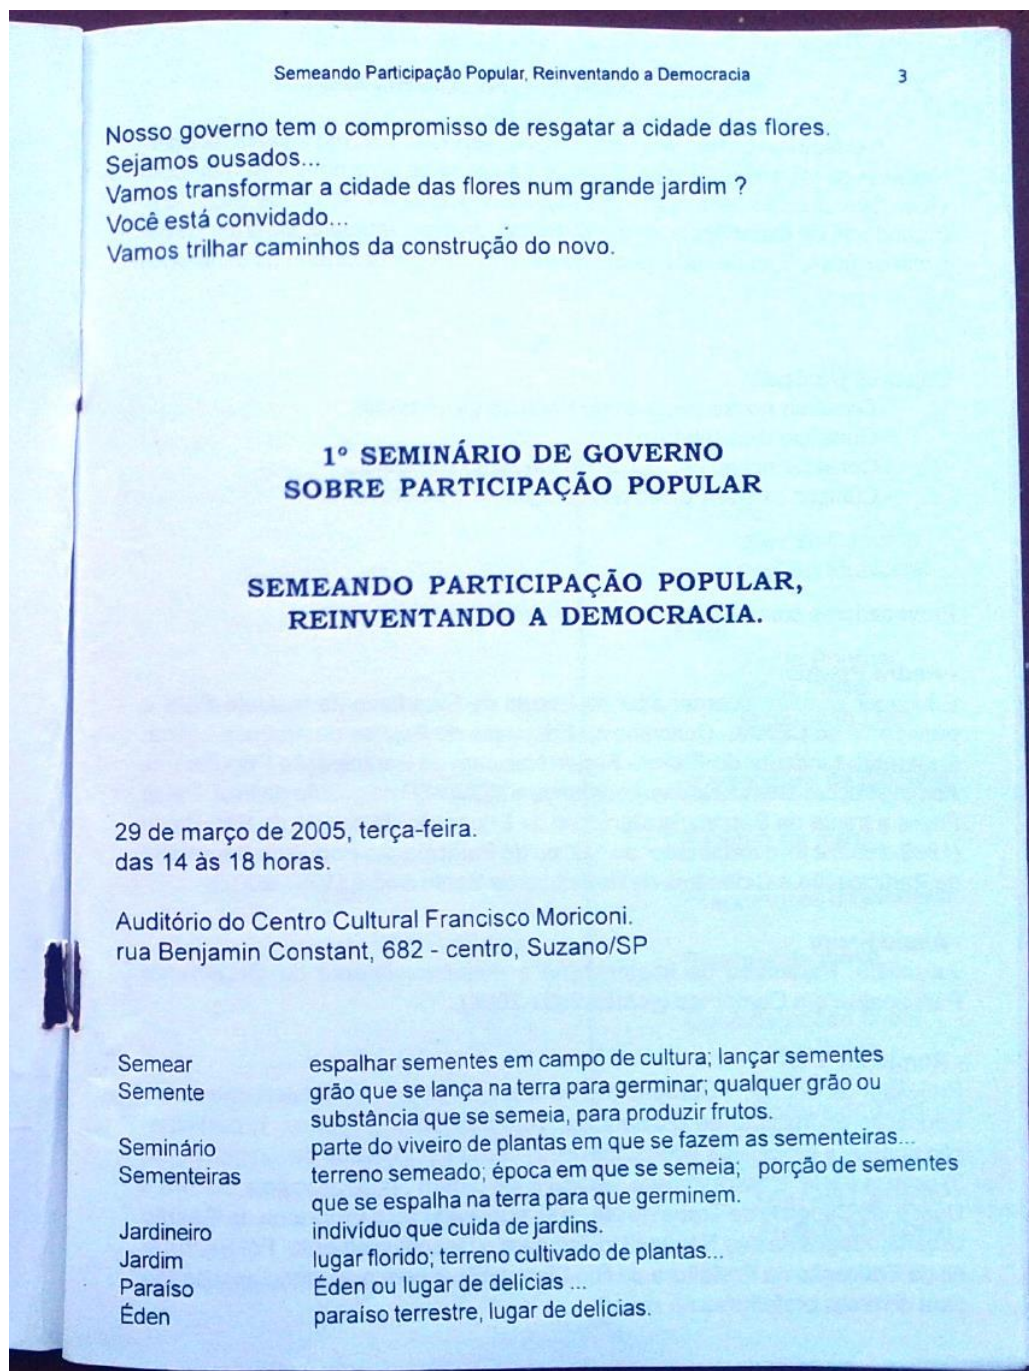 Semeando Participação Popular, Reinventando a Democracia 3
Nosso governo tem o compromisso de resgatar a cidade das flores.
Sejamos ousados...
Vamos transformar a cidade das flores num grande jardim ?
Você está convidado...
Vamos trilhar caminhos da construção do novo.
1º SEMINÁRIO DE GOVERNO
SOBRE PARTICIPAÇÃO POPULAR
SEMEANDO PARTICIPAÇÃO POPULAR,
REINVENTANDO A DEMOCRACIA.
29 de março de 2005, terça-feira.
das 14 às 18 horas.
Auditório do Centro Cultural Francisco Moriconi.
rua Benjamin Constant, 682 - centro, Suzano/SP
Semear espalhar sementes em campo de cultura; lançar sementes
Semente grão que se lança na terra para germinar; qualquer grão ou
substância que se semeia, para produzir frutos.
Seminário parte do viveiro de plantas em que se fazem as sementeiras...
Sementeiras terreno semeado; época em que se semeia; porção de sementes
que se espalha na terra para que germinem.
Jardineiro indivíduo que cuida de jardins.
Jardim lugar florido; terreno cultivado de plantas...
Paraíso Éden ou lugar de delícias ...
Éden paraíso terrestre, lugar de delícias.